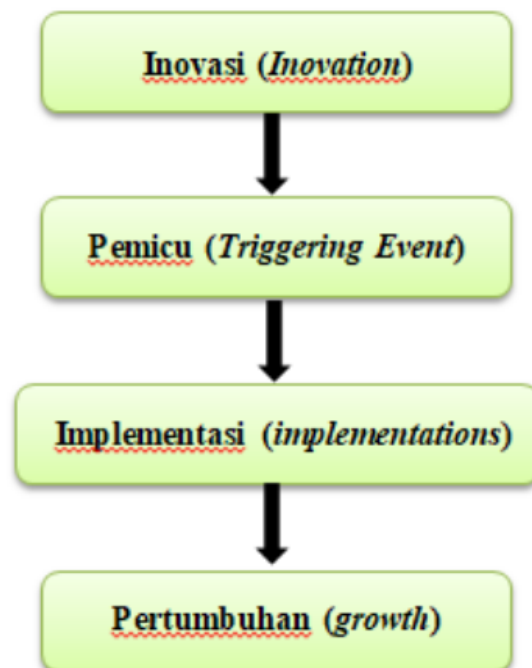 Inovasi (Inovation)
Pemicu (Triggering Event)
Implementasi (implementations)
Pertumbuhan (growth)